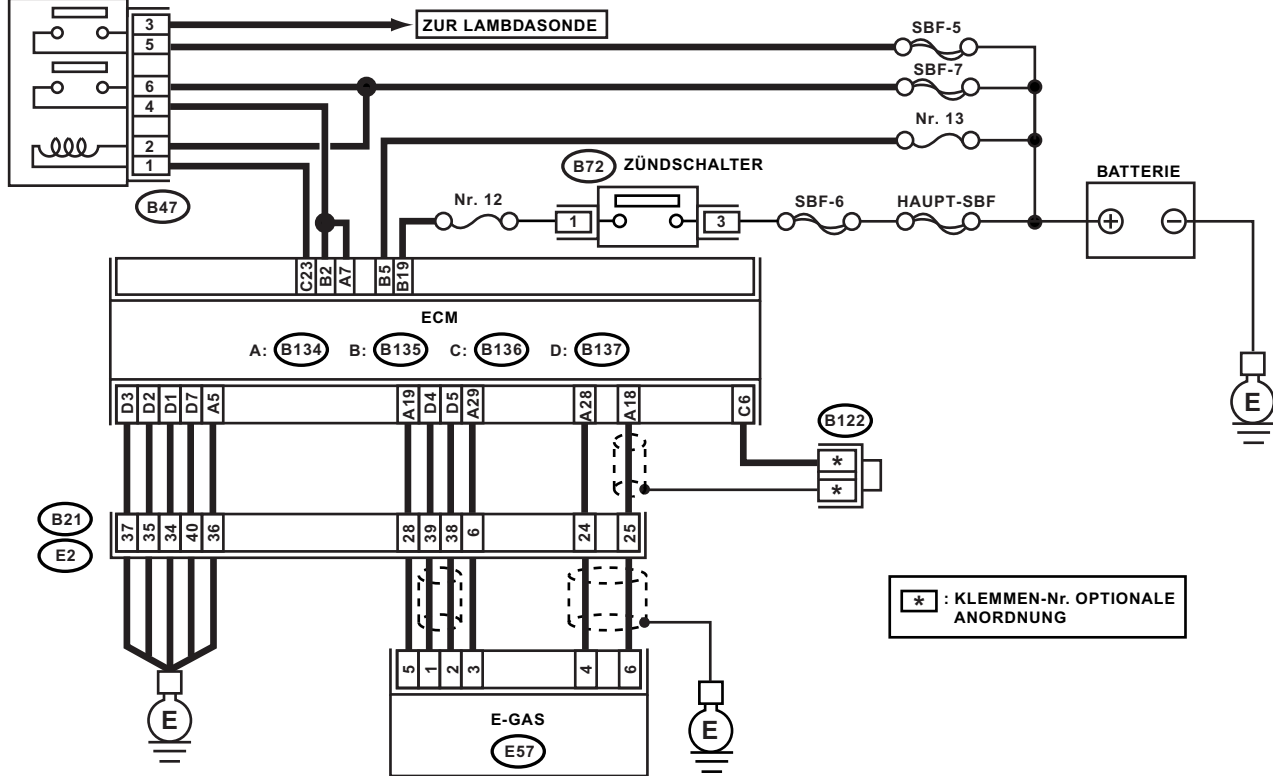 3
ZUR LAMBDASONDE
5
SBF-5
6
SBF-7
4
2
Nr. 13
1
B47
B72 ZÜNDSCHALTER
BATTERIE
Nr. 12
1
3
SBF-6
HAUPT-SBF
+ −
C23 B2 A7 B5 B19
ECM
A: B134 B: B135 C: B136 D: B137
D3 D2 D1 D7 A5 A19 D4 D5 A29 A28 A18 C6
E
B122
*
*
B21
E2
37 35 34 40 36 28 39 38 6 24 25
* : KLEMMEN-Nr. OPTIONALE
ANORDNUNG
5 1 2 3 4 6
E
E-GAS
E57
E